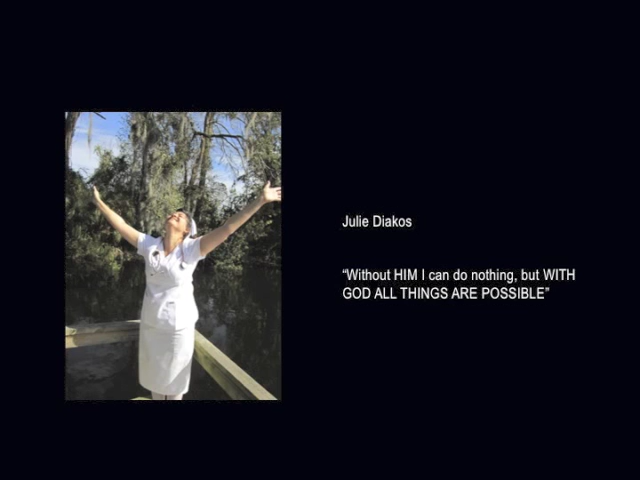 Julie Diakos
“Without HIM I can do nothing, but WITH
GOD ALL THINGS ARE POSSIBLE”